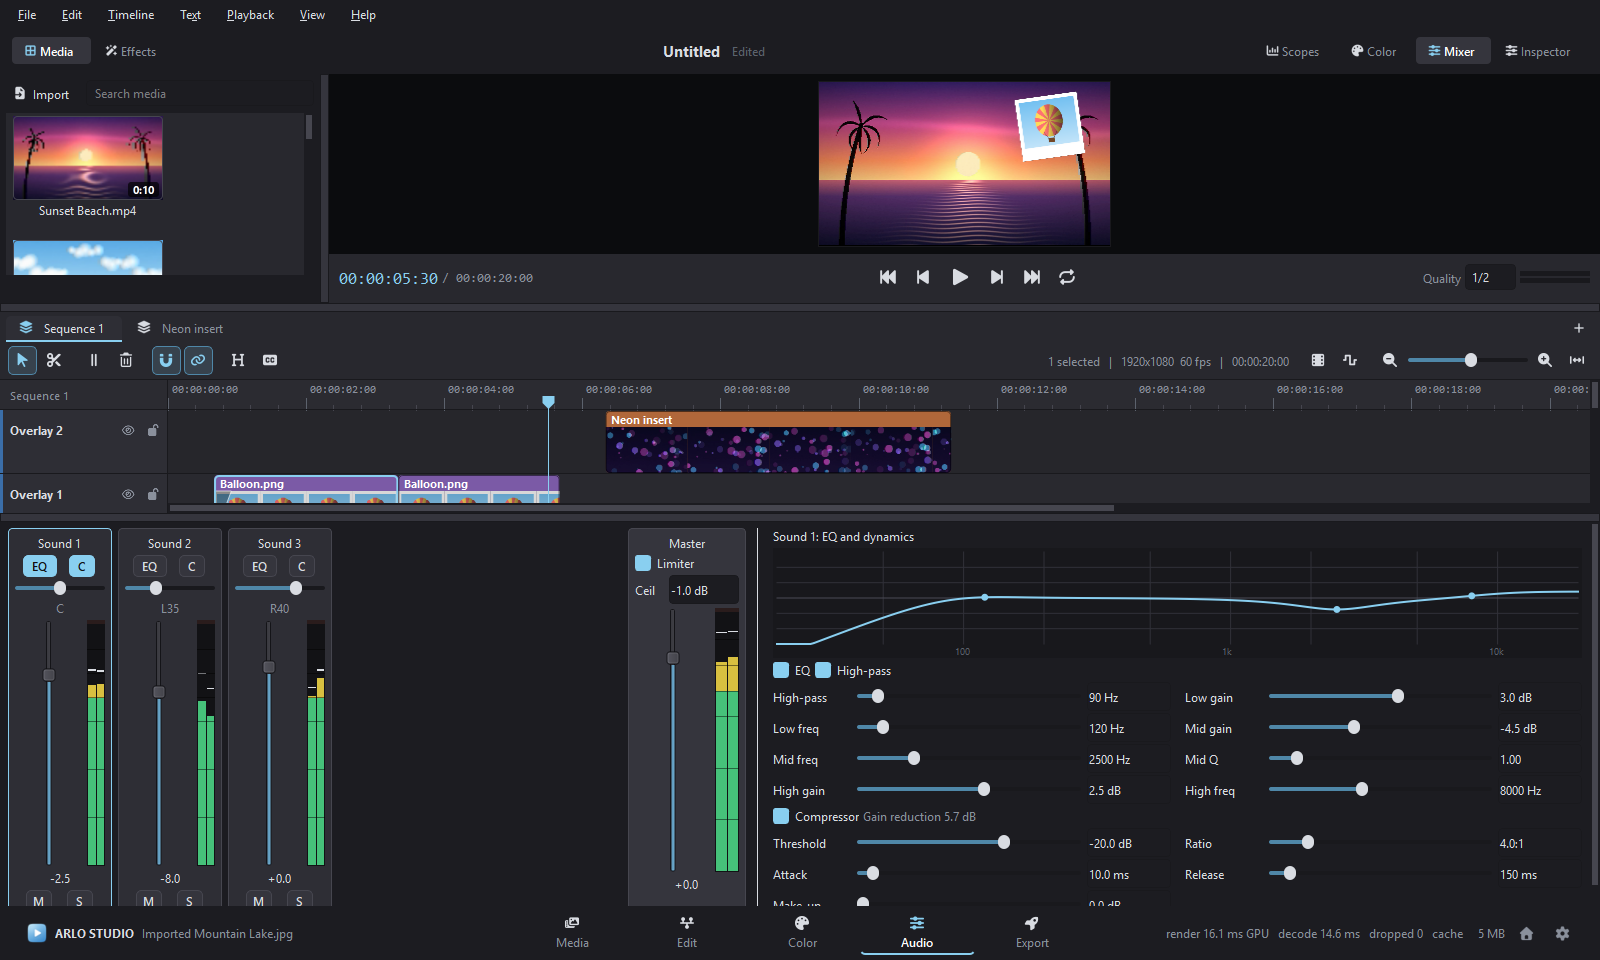 File Edit Timeline Text Playback View Help
Media Effects Untitled Edited Scopes Color Mixer Inspector
Import Search media
0:10
Sunset Beach.mp4
00:00:05:30 / 00:00:20:00 Quality 1/2
Sequence 1 Neon insert +
1 selected | 1920x1080 60 fps | 00:00:20:00
Sequence 1 00:00:00:00 00:00:02:00 00:00:04:00 00:00:06:00 00:00:08:00 00:00:10:00 00:00:12:00 00:00:14:00 00:00:16:00 00:00:18:00 00:00:
Overlay 2 Neon insert
Overlay 1 Balloon.png Balloon.png
Sound 1 Sound 2 Sound 3 Master
EQ C EQ C EQ C Limiter
C L35 R40 Ceil -1.0 dB
-2.5 -8.0 +0.0 +0.0
M S M S M S
Sound 1: EQ and dynamics
100 1k 10k
EQ High-pass
High-pass 90 Hz Low gain 3.0 dB
Low freq 120 Hz Mid gain -4.5 dB
Mid freq 2500 Hz Mid Q 1.00
High gain 2.5 dB High freq 8000 Hz
Compressor Gain reduction 5.7 dB
Threshold -20.0 dB Ratio 4.0:1
Attack 10.0 ms Release 150 ms
Make-up 0.0 dB
ARLO STUDIO Imported Mountain Lake.jpg Media Edit Color Audio Export render 16.1 ms GPU decode 14.6 ms dropped 0 cache 5 MB